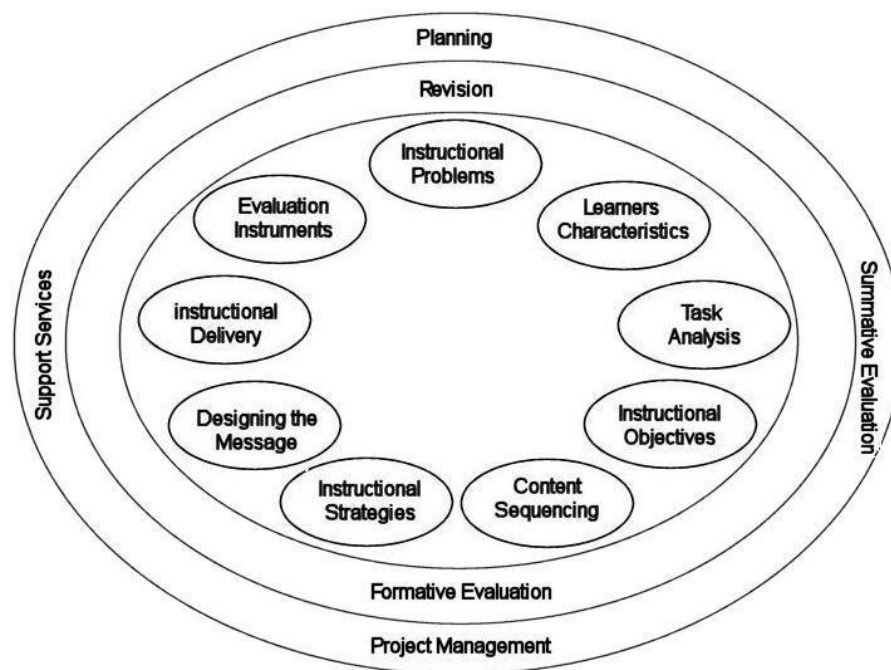 Planning
Revision
Instructional
Problems
Evaluation
Instruments
Learners
Characteristics
instructional
Delivery
Task
Analysis
Support Services
Summative Evaluation
Designing the
Message
Instructional
Objectives
Instructional
Strategies
Content
Sequencing
Formative Evaluation
Project Management